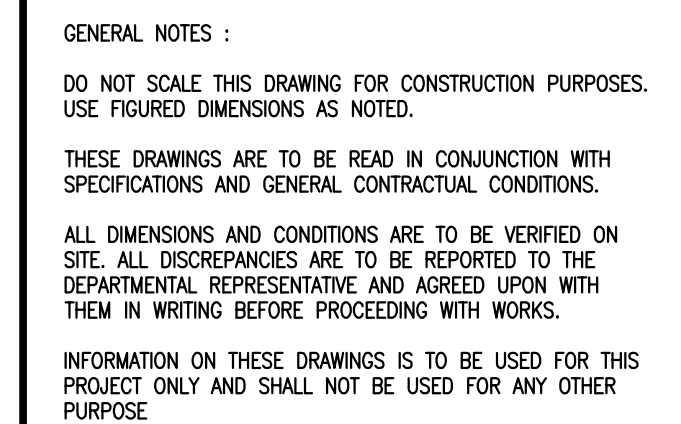 GENERAL NOTES :
DO NOT SCALE THIS DRAWING FOR CONSTRUCTION PURPOSES.
USE FIGURED DIMENSIONS AS NOTED.
THESE DRAWINGS ARE TO BE READ IN CONJUNCTION WITH
SPECIFICATIONS AND GENERAL CONTRACTUAL CONDITIONS.
ALL DIMENSIONS AND CONDITIONS ARE TO BE VERIFIED ON
SITE. ALL DISCREPANCIES ARE TO BE REPORTED TO THE
DEPARTMENTAL REPRESENTATIVE AND AGREED UPON WITH
THEM IN WRITING BEFORE PROCEEDING WITH WORKS.
INFORMATION ON THESE DRAWINGS IS TO BE USED FOR THIS
PROJECT ONLY AND SHALL NOT BE USED FOR ANY OTHER
PURPOSE